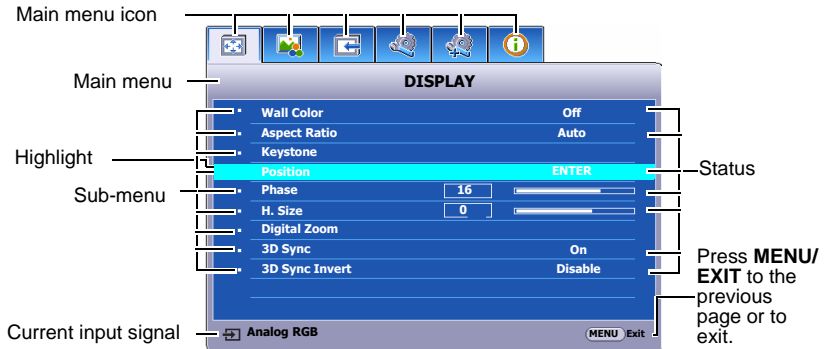 Main menu icon
Main menu
DISPLAY
Wall Color Off
Aspect Ratio Auto
Highlight
Keystone
Position ENTER
Status
Sub-menu
Phase 16
H. Size 0
Digital Zoom
3D Sync On
3D Sync Invert Disable
Press MENU/
EXIT to the
previous
page or to
exit.
Current input signal
Analog RGB
MENU Exit